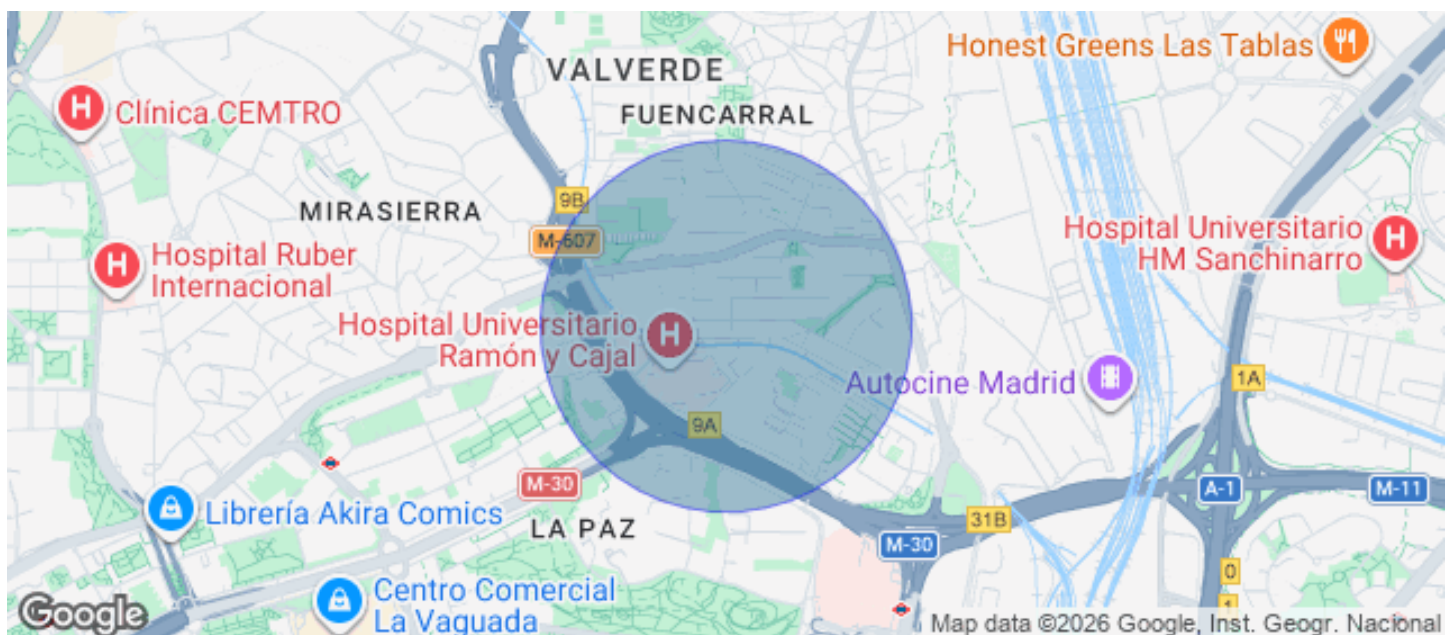 Honest Greens Las Tablas
VALVERDE
Clínica CEMTRO
FUENCARRAL
9B
MIRASIERRA
M-607
Hospital Universitario
HM Sanchinarro
Hospital Ruber
Internacional
Hospital Universitario
Ramón y Cajal
Autocine Madrid
1A
9A
M-30
A-1
M-11
Librería Akira Comics
LA PAZ
31B
M-30
0
1
Centro Comercial
La Vaguada
Google
Map data ©2026 Google, Inst. Geogr. Nacional